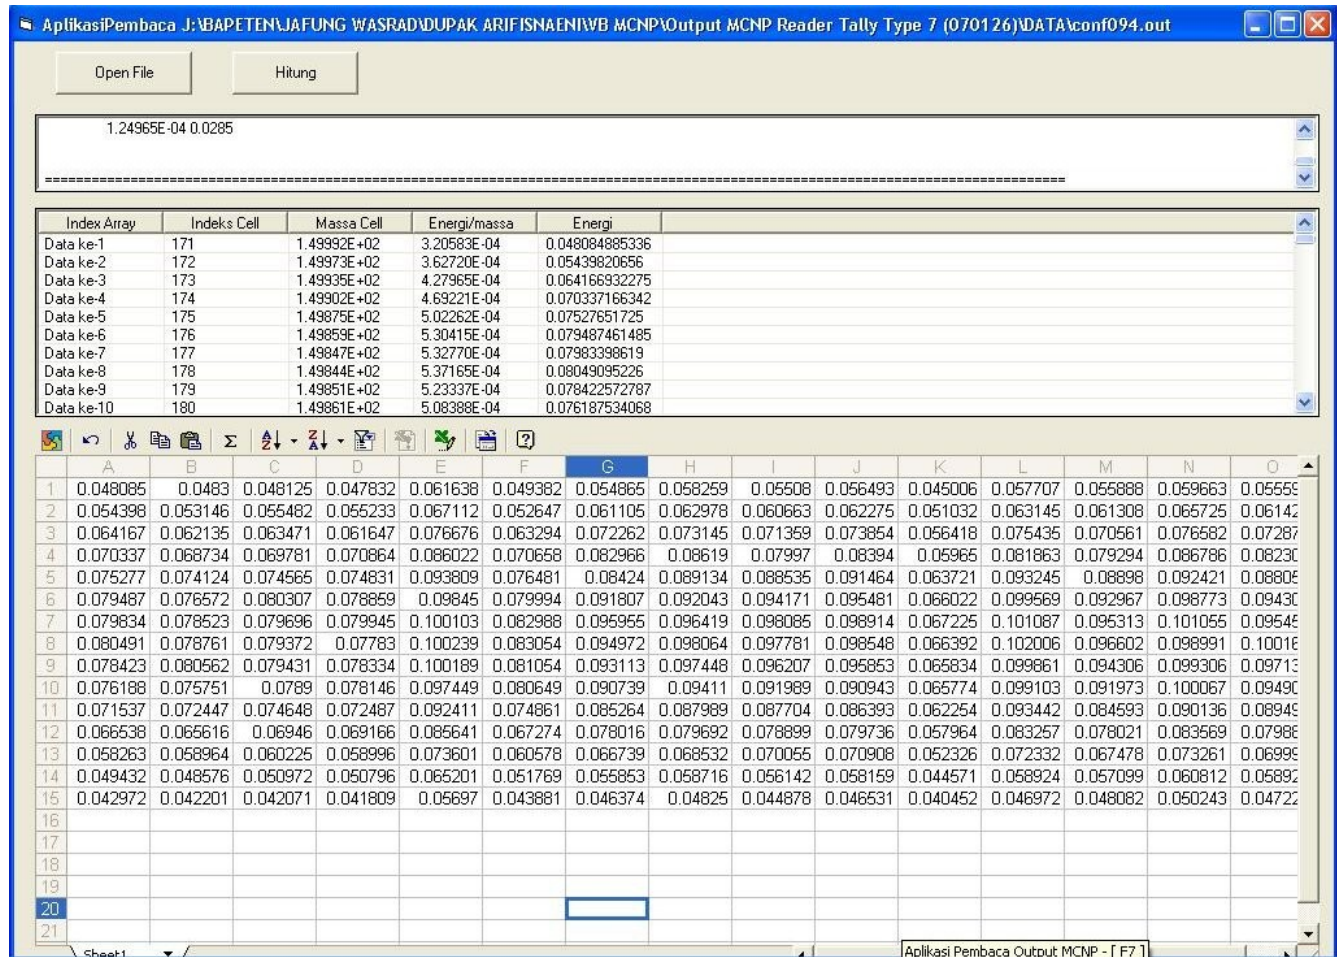 AplikasiPembaca J:\BAPETEN\JAFUNG WASRAD\DUPAK ARIFISNAENI\VB MCNP\Output MCNP Reader Tally Type 7 (070126)\DATA\conf094.out
Open File Hitung
1.24965E-04 0.0285
Index Array Indeks Cell Massa Cell Energi/massa Energi
Data ke-1 171 1.49992E+02 3.20583E-04 0.048084885336
Data ke-2 172 1.49973E+02 3.62720E-04 0.05439820656
Data ke-3 173 1.49935E+02 4.27965E-04 0.064166932275
Data ke-4 174 1.49902E+02 4.69221E-04 0.070337166342
Data ke-5 175 1.49875E+02 5.02262E-04 0.07527651725
Data ke-6 176 1.49859E+02 5.30415E-04 0.079487461485
Data ke-7 177 1.49847E+02 5.32770E-04 0.07983398619
Data ke-8 178 1.49844E+02 5.37165E-04 0.08049095226
Data ke-9 179 1.49851E+02 5.23337E-04 0.078422572787
Data ke-10 180 1.49861E+02 5.08388E-04 0.076187534068
A B C D E F G H I J K L M N O
1 0.048085 0.0483 0.048125 0.047832 0.061638 0.049382 0.054865 0.058259 0.05508 0.056493 0.045006 0.057707 0.055888 0.059663 0.05559
2 0.054398 0.053146 0.055482 0.055233 0.067112 0.052647 0.061105 0.062978 0.060663 0.062275 0.051032 0.063145 0.061308 0.065725 0.06142
3 0.064167 0.062135 0.063471 0.061647 0.076676 0.063294 0.072262 0.073145 0.071359 0.073854 0.056418 0.075435 0.070561 0.076582 0.07287
4 0.070337 0.068734 0.069781 0.070864 0.086022 0.070658 0.082966 0.08619 0.07997 0.08394 0.05965 0.081863 0.079294 0.086786 0.08230
5 0.075277 0.074124 0.074565 0.074831 0.093809 0.076481 0.08424 0.089134 0.088535 0.091464 0.063721 0.093245 0.08898 0.092421 0.08805
6 0.079487 0.076572 0.080307 0.078859 0.09845 0.079994 0.091807 0.092043 0.094171 0.095481 0.066022 0.099569 0.092967 0.098773 0.09430
7 0.079834 0.078523 0.079696 0.079945 0.100103 0.082988 0.095955 0.096419 0.098085 0.098914 0.067225 0.101087 0.095313 0.101055 0.09545
8 0.080491 0.078761 0.079372 0.07783 0.100239 0.083054 0.094972 0.098064 0.097781 0.098548 0.066392 0.102006 0.096602 0.098991 0.10016
9 0.078423 0.080562 0.079431 0.078334 0.100189 0.081054 0.093113 0.097448 0.096207 0.095853 0.065834 0.099861 0.094306 0.099306 0.09713
10 0.076188 0.075751 0.0789 0.078146 0.097449 0.080649 0.090739 0.09411 0.091989 0.090943 0.065774 0.099103 0.091973 0.100067 0.09490
11 0.071537 0.072447 0.074648 0.072487 0.092411 0.074861 0.085264 0.087989 0.087704 0.086393 0.062254 0.093442 0.084593 0.090136 0.08949
12 0.066538 0.065616 0.06946 0.069166 0.085641 0.067274 0.078016 0.079692 0.078899 0.079736 0.057964 0.083257 0.078021 0.083569 0.07988
13 0.058263 0.058964 0.060225 0.058996 0.073601 0.060578 0.066739 0.068532 0.070055 0.070908 0.052326 0.072332 0.067478 0.073261 0.06999
14 0.049432 0.048576 0.050972 0.050796 0.065201 0.051769 0.055853 0.058716 0.056142 0.058159 0.044571 0.058924 0.057099 0.060812 0.05892
15 0.042972 0.042201 0.042071 0.041809 0.05697 0.043881 0.046374 0.04825 0.044878 0.046531 0.040452 0.046972 0.048082 0.050243 0.04722
16
17
18
19
20
21
Sheet1 Aplikasi Pembaca Output MCNP - [ F7 ]